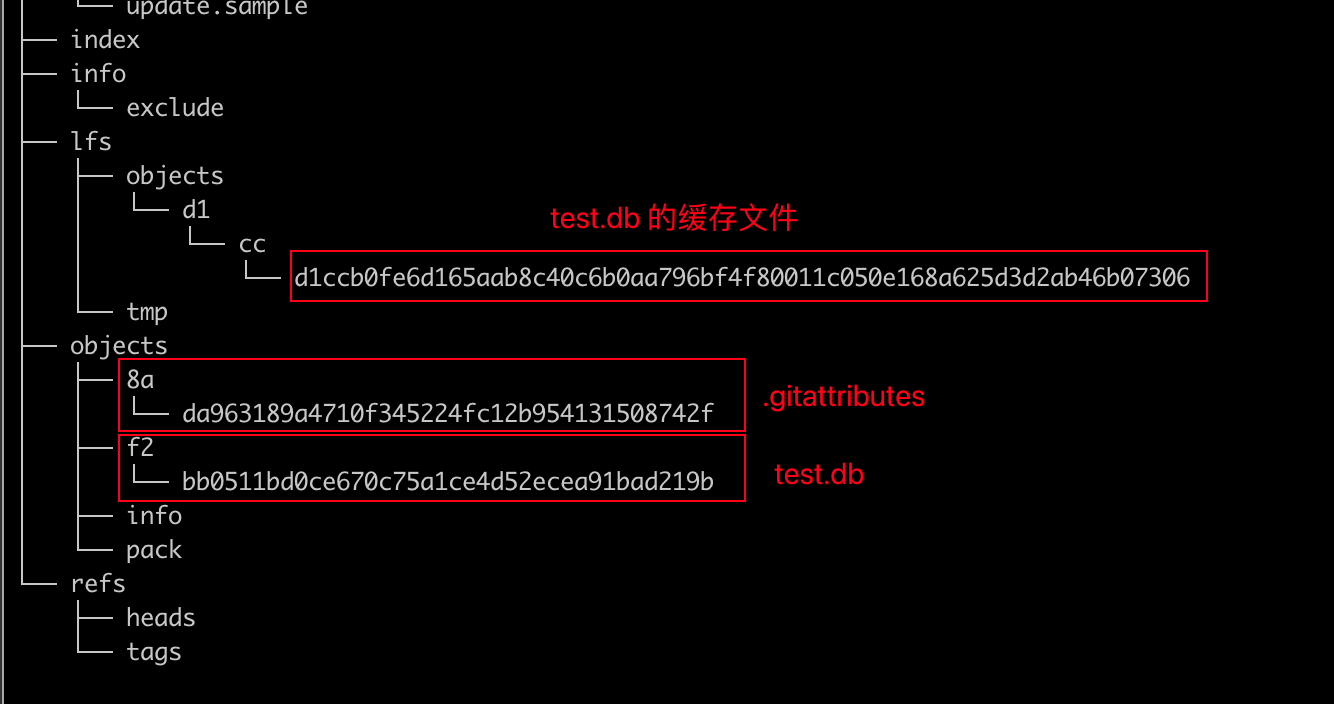 └── update.sample
├── index
├── info
└── exclude
├── lfs
├── objects
└── d1
test.db 的缓存文件
└── cc
└── d1ccb0fe6d165aab8c40c6b0aa796bf4f80011c050e168a625d3d2ab46b07306
└── tmp
├── objects
├── 8a
.gitattributes
└── da963189a4710f345224fc12b954131508742f
├── f2
test.db
└── bb0511bd0ce670c75a1ce4d52ecea91bad219b
├── info
└── pack
└── refs
├── heads
└── tags